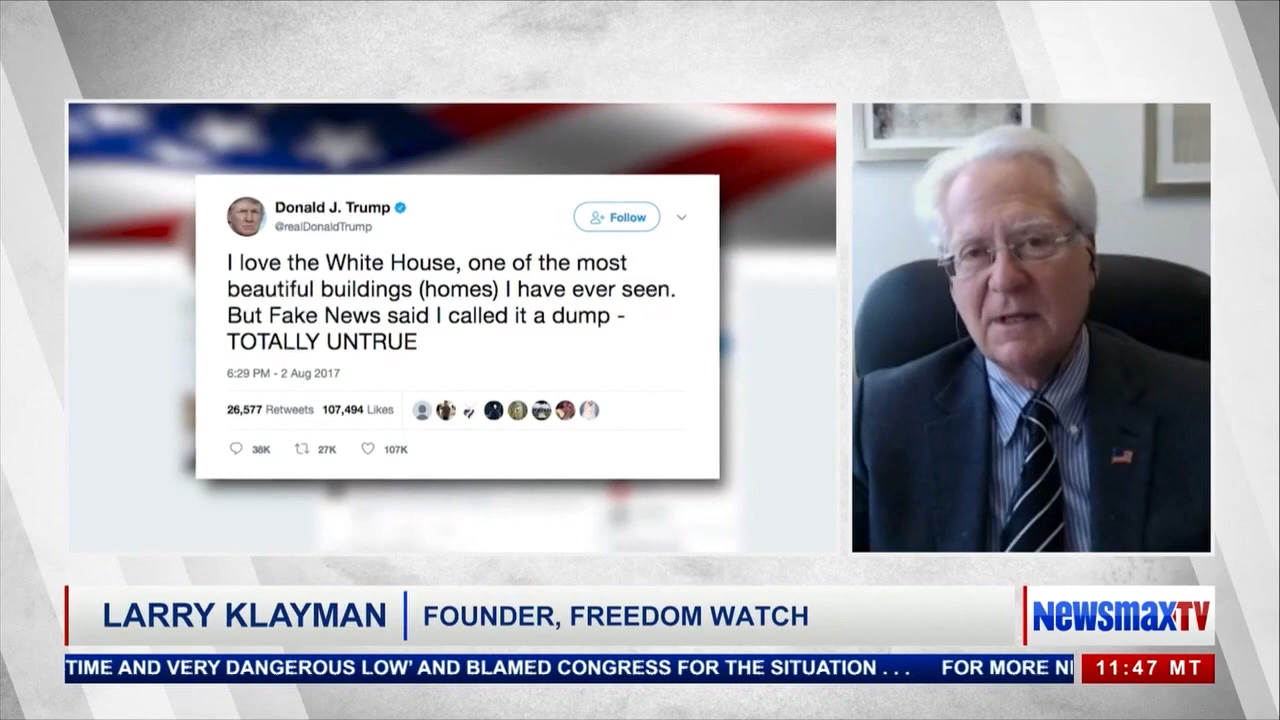 Donald J. Trump
@realDonaldTrump
Follow
I love the White House, one of the most
beautiful buildings (homes) I have ever seen.
But Fake News said I called it a dump -
TOTALLY UNTRUE
6:29 PM - 2 Aug 2017
26,577 Retweets 107,494 Likes
38K 27K 107K
LARRY KLAYMAN FOUNDER, FREEDOM WATCH
NEWSMAXTV
TIME AND VERY DANGEROUS LOW' AND BLAMED CONGRESS FOR THE SITUATION . . . FOR MORE
11:47 MT